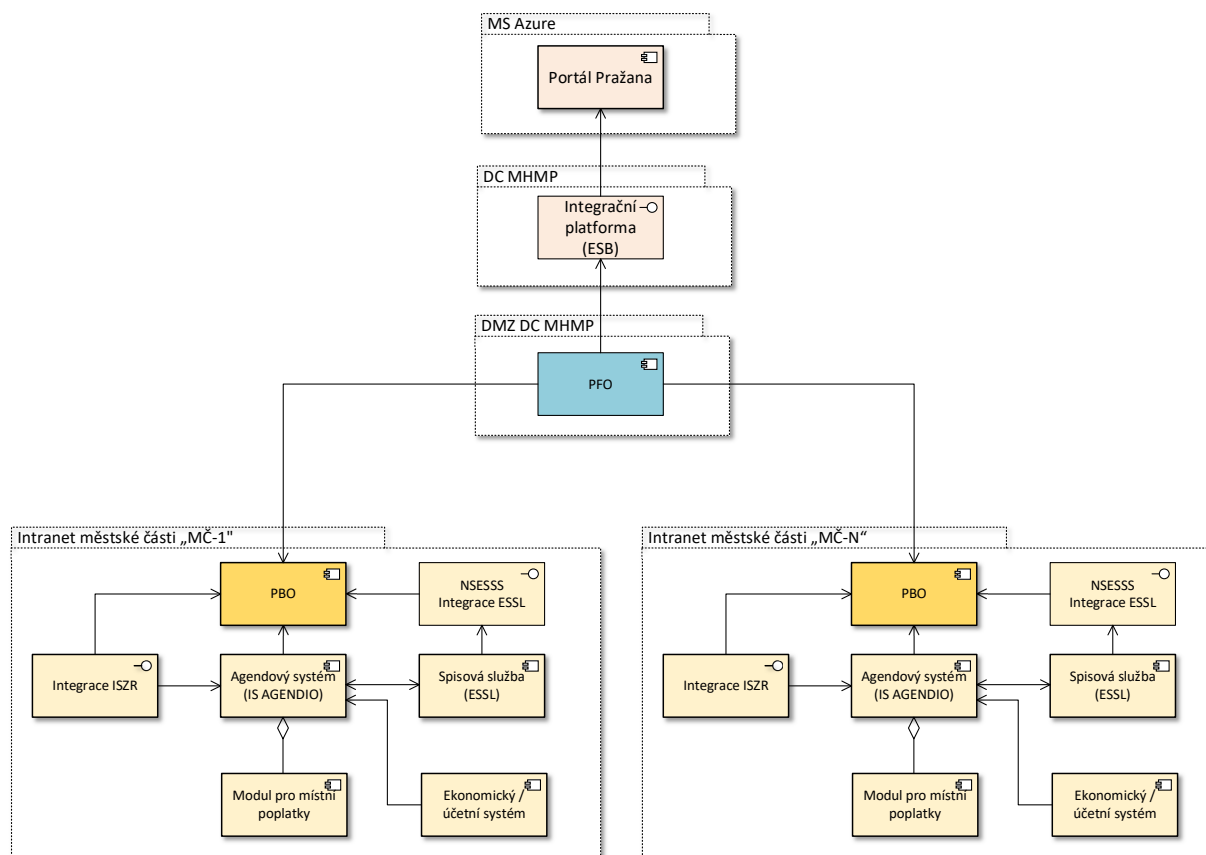 MS Azure
Portál Pražana
DC MHMP
Integrační
platforma
(ESB)
DMZ DC MHMP
PFO
Intranet městské části „MČ-1"
PBO
NSESSS
Integrace ESSL
Integrace ISZR
Agendový systém
(IS AGENDIO)
Spisová služba
(ESSL)
Modul pro místní
poplatky
Ekonomický /
účetní systém
Intranet městské části „MČ-N“
PBO
NSESSS
Integrace ESSL
Integrace ISZR
Agendový systém
(IS AGENDIO)
Spisová služba
(ESSL)
Modul pro místní
poplatky
Ekonomický /
účetní systém